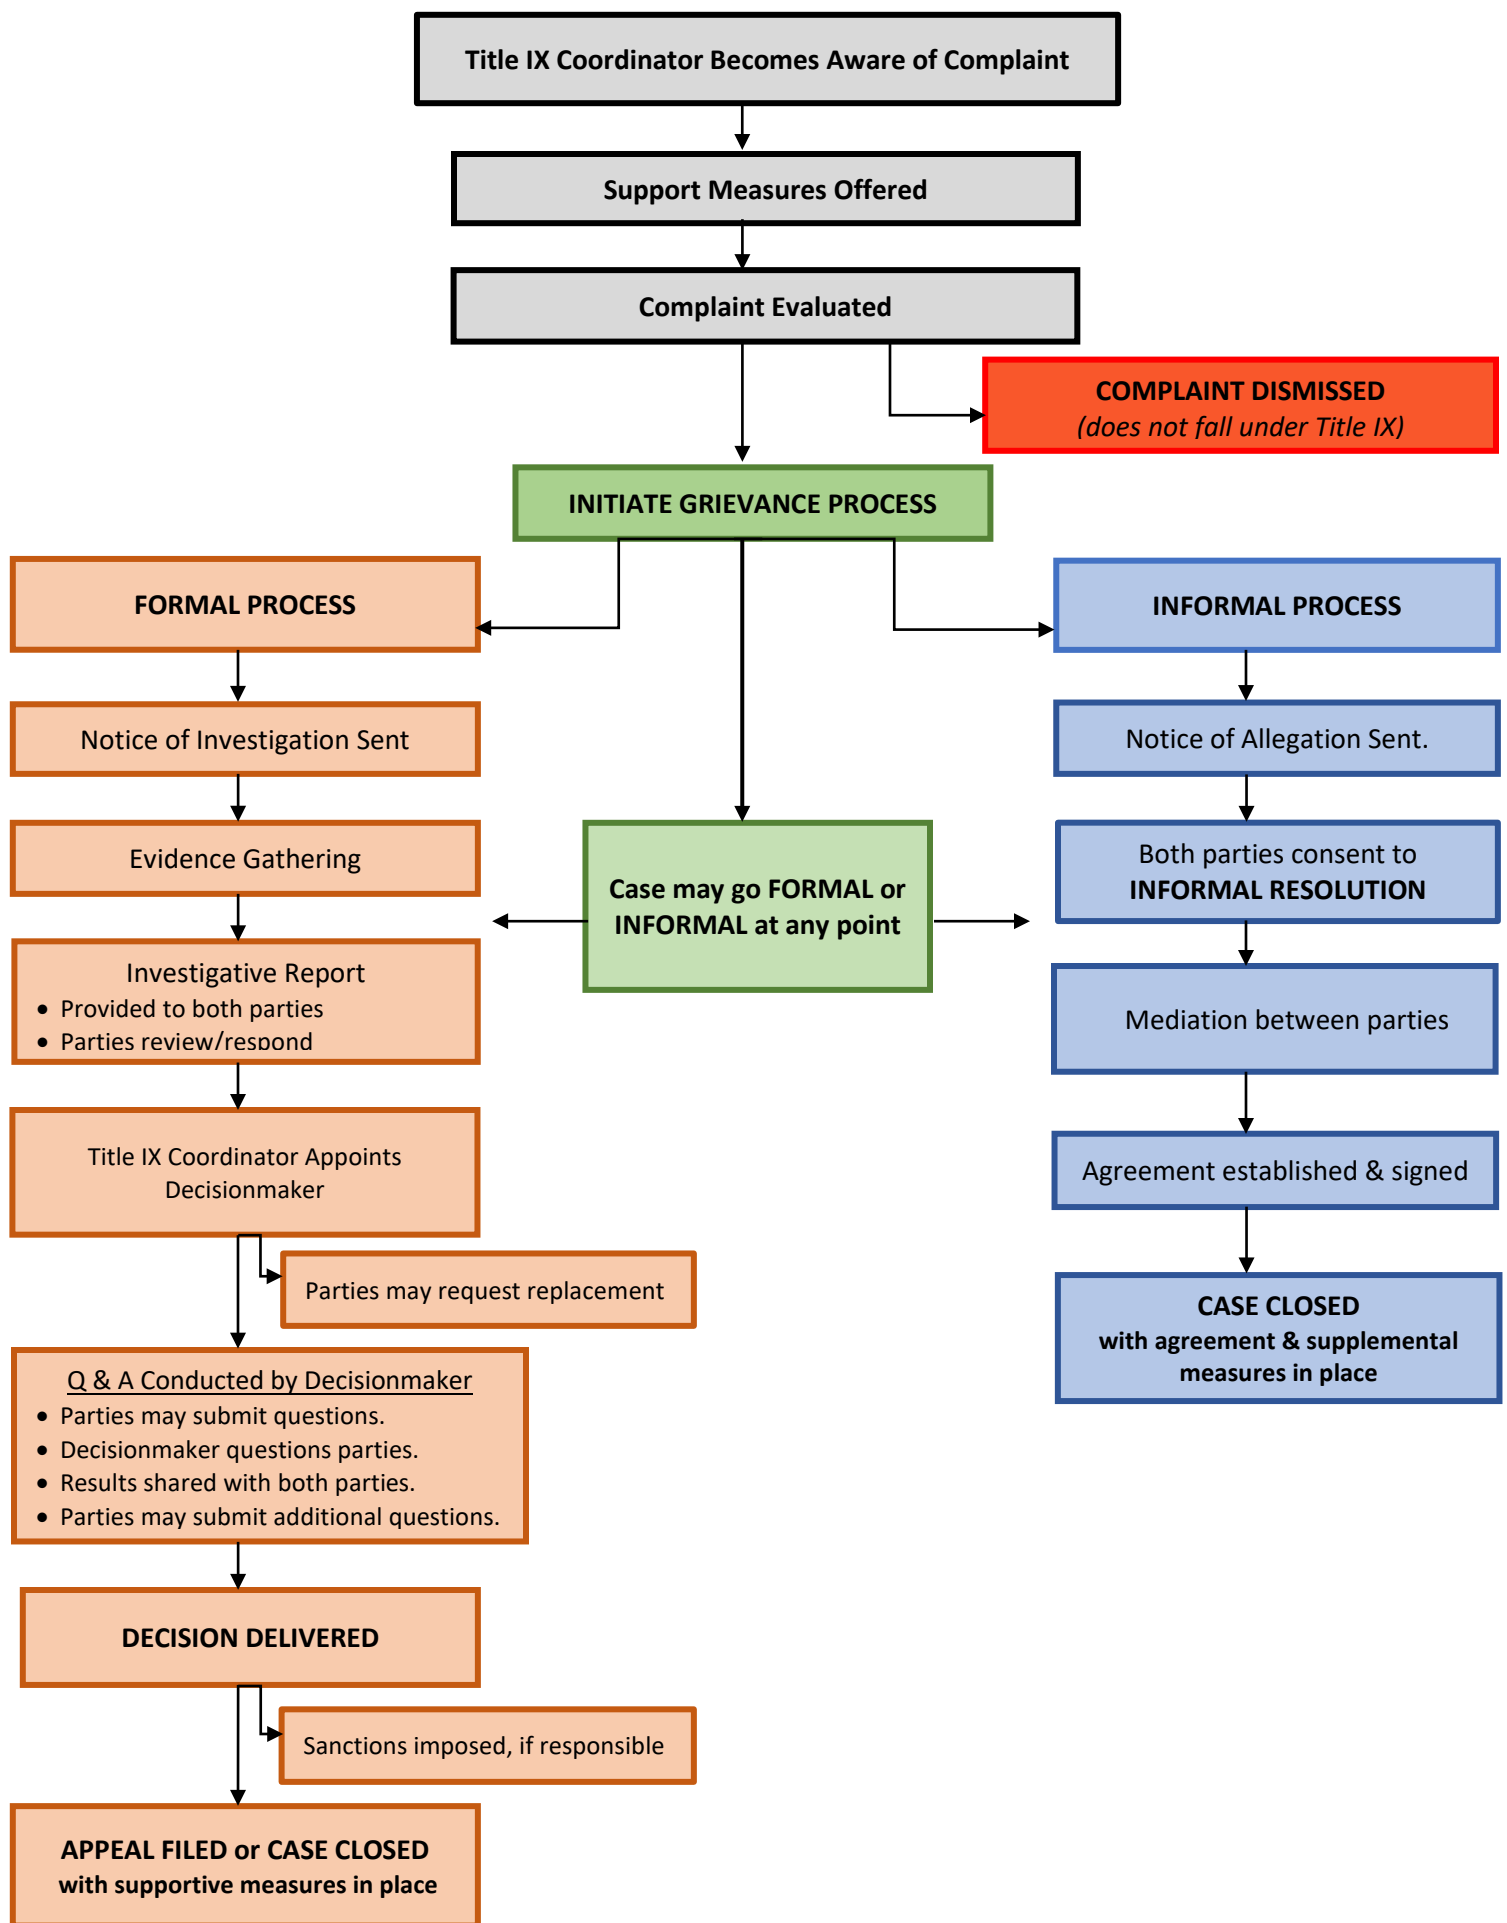 Title IX Coordinator Becomes Aware of Complaint
Support Measures Offered
Complaint Evaluated
COMPLAINT DISMISSED
(does not fall under Title IX)
INITIATE GRIEVANCE PROCESS
FORMAL PROCESS
Notice of Investigation Sent
Evidence Gathering
Investigative Report
• Provided to both parties
• Parties review/respond
Title IX Coordinator Appoints
Decisionmaker
Parties may request replacement
Q & A Conducted by Decisionmaker
• Parties may submit questions.
• Decisionmaker questions parties.
• Results shared with both parties.
• Parties may submit additional questions.
DECISION DELIVERED
Sanctions imposed, if responsible
APPEAL FILED or CASE CLOSED
with supportive measures in place
Case may go FORMAL or
INFORMAL at any point
INFORMAL PROCESS
Notice of Allegation Sent.
Both parties consent to
INFORMAL RESOLUTION
Mediation between parties
Agreement established & signed
CASE CLOSED
with agreement & supplemental
measures in place